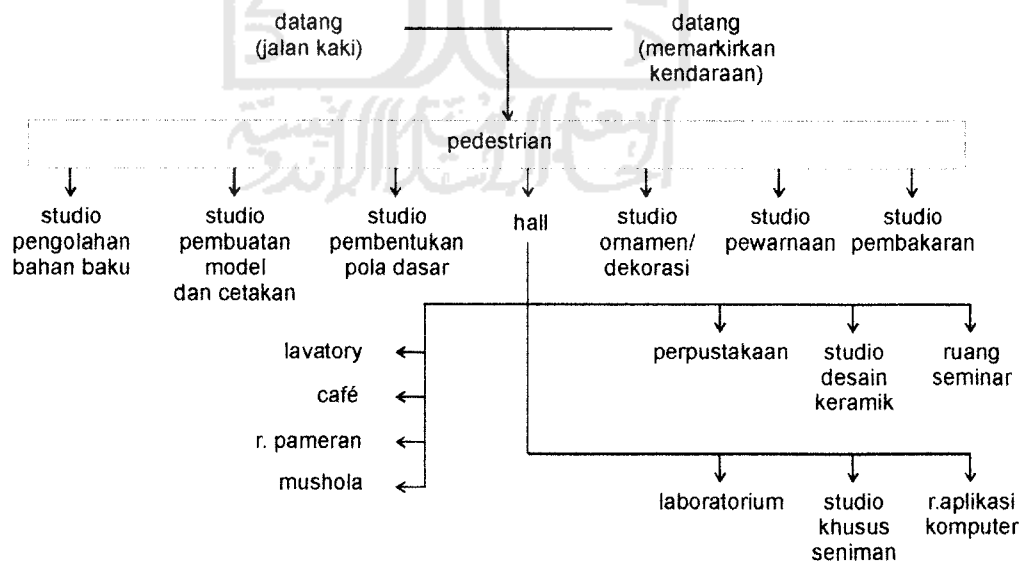 datang
(jalan kaki)
datang
(memarkirkan
kendaraan)
pedestrian
studio
pengolahan
bahan baku
studio
pembuatan
model
dan cetakan
studio
pembentukan
pola dasar
hall
studio
ornamen/
dekorasi
studio
pewarnaan
studio
pembakaran
lavatory
café
r. pameran
mushola
perpustakaan
studio
desain
keramik
ruang
seminar
laboratorium
studio
khusus
seniman
r.aplikasi
komputer